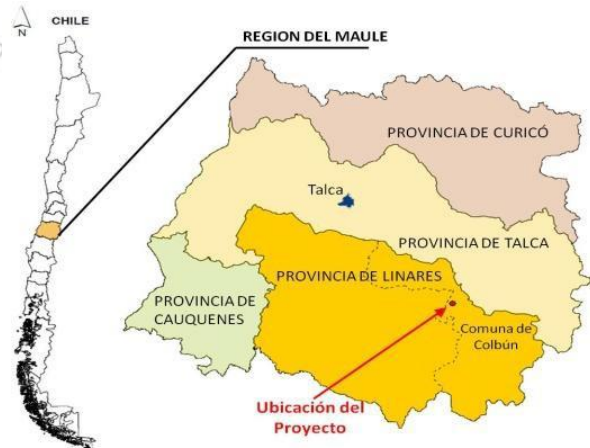 CHILE
N
REGION DEL MAULE
PROVINCIA DE CURICÓ
Talca
PROVINCIA DE TALCA
PROVINCIA DE LINARES
PROVINCIA DE
CAUQUENES
Comuna de
Colbún
Ubicación del
Proyecto